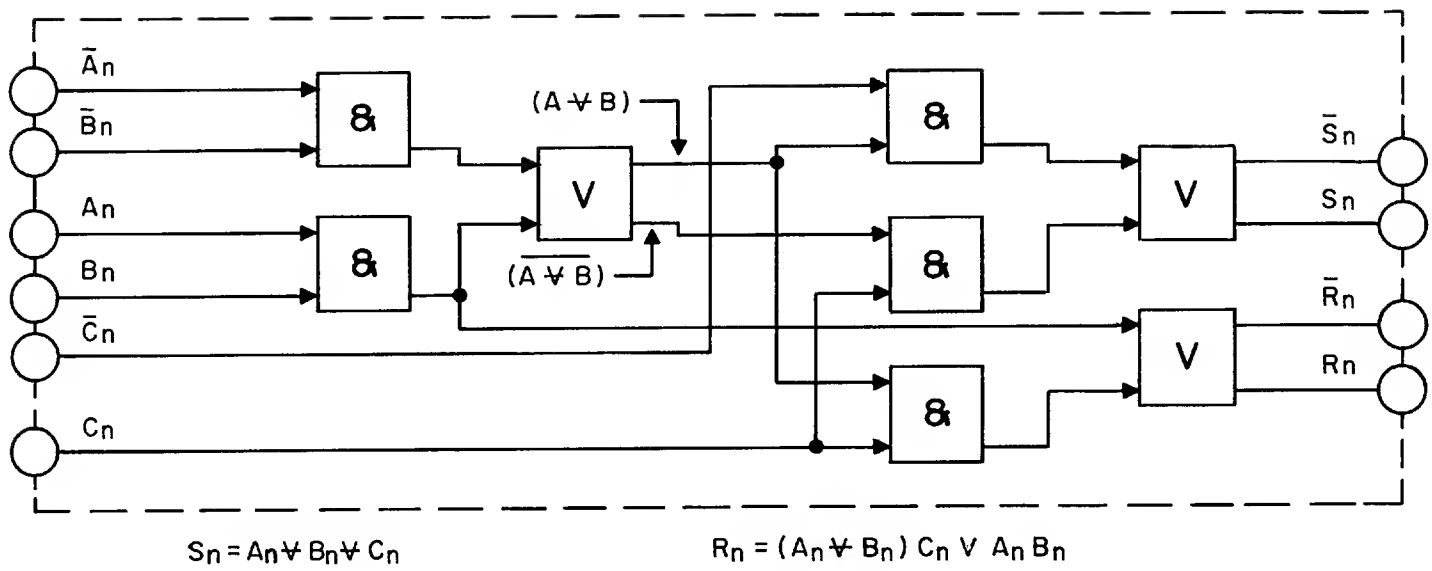 Ān
B̄n
An
Bn
C̄n
Cn
&
&
V
(A ⊻ B)
(A̅ ̅⊻̅ ̅B̅)
&
&
&
V
V
S̄n
Sn
R̄n
Rn
Sn = An ⊻ Bn ⊻ Cn
Rn = (An ⊻ Bn) Cn V An Bn